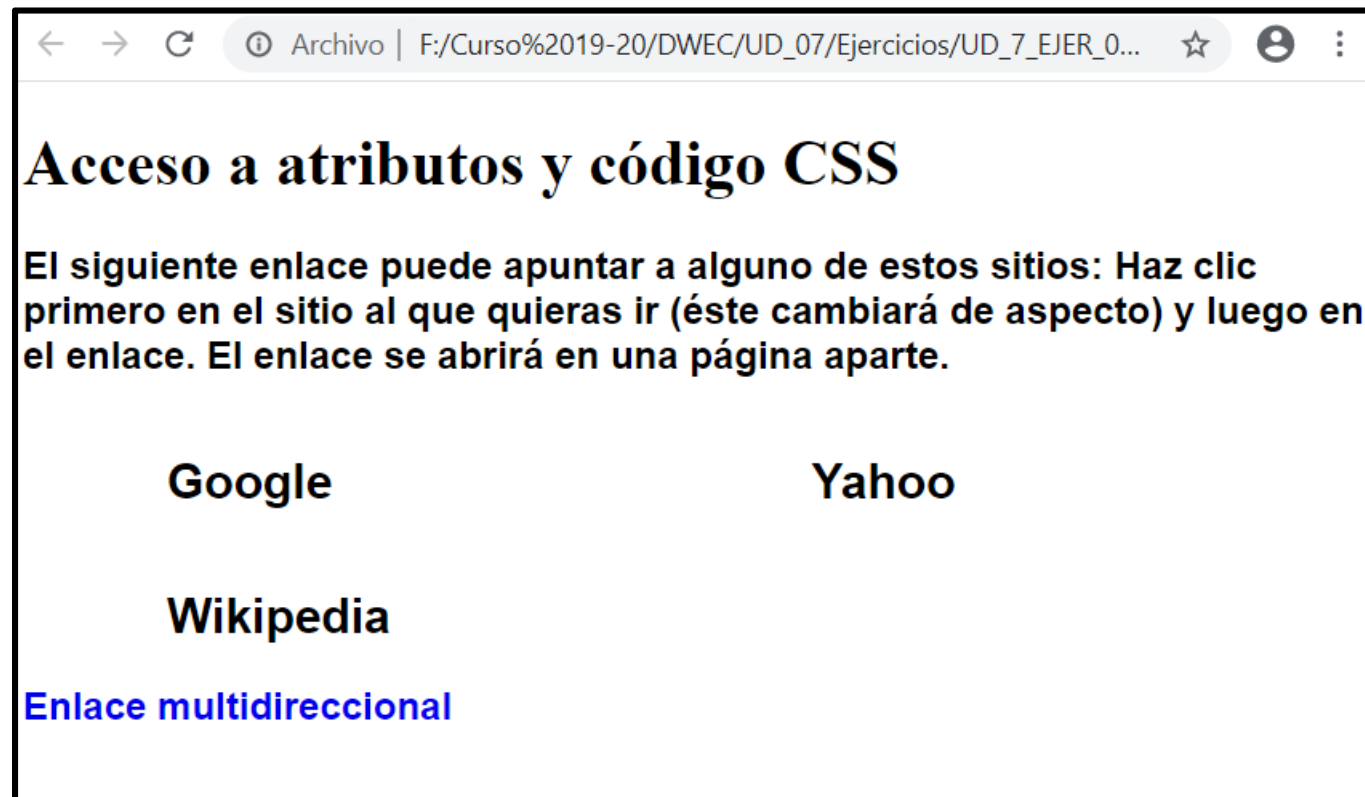 Archivo | F:/Curso%2019-20/DWEC/UD_07/Ejercicios/UD_7_EJER_0...
Acceso a atributos y código CSS
El siguiente enlace puede apuntar a alguno de estos sitios: Haz clic
primero en el sitio al que quieras ir (éste cambiará de aspecto) y luego en
el enlace. El enlace se abrirá en una página aparte.
Google Yahoo
Wikipedia
Enlace multidireccional